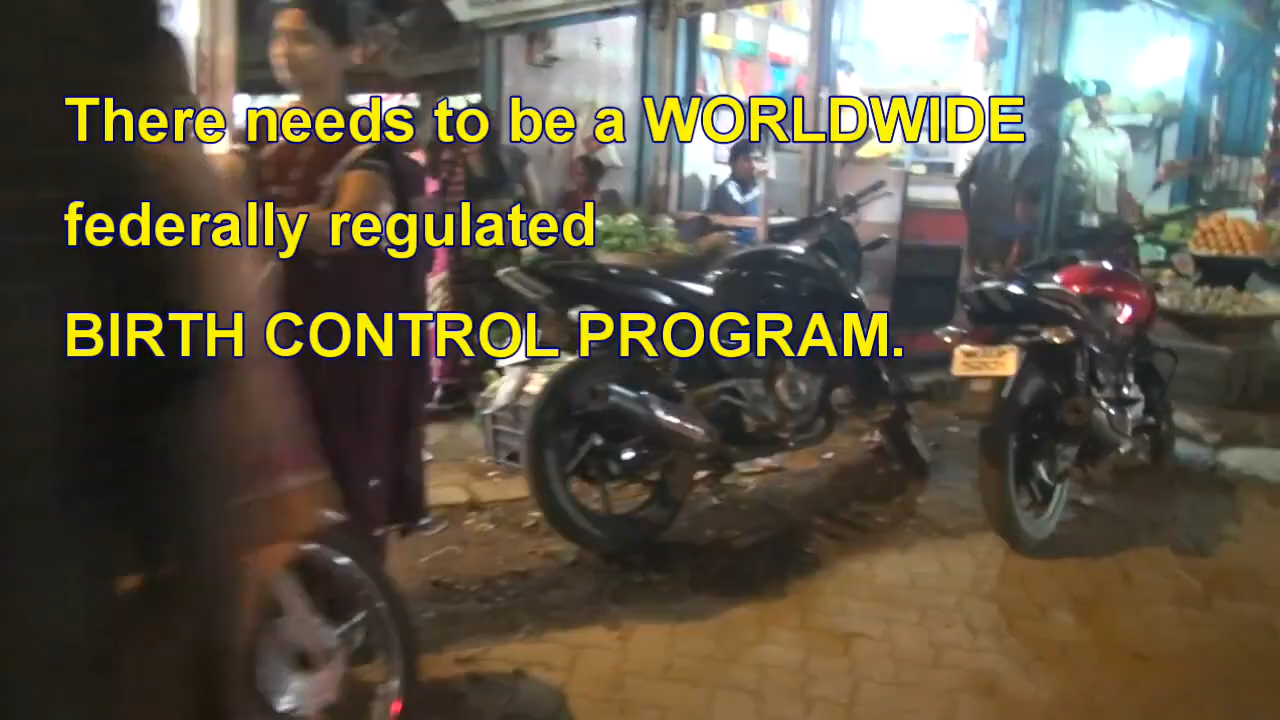 There needs to be a WORLDWIDE
federally regulated
BIRTH CONTROL PROGRAM.